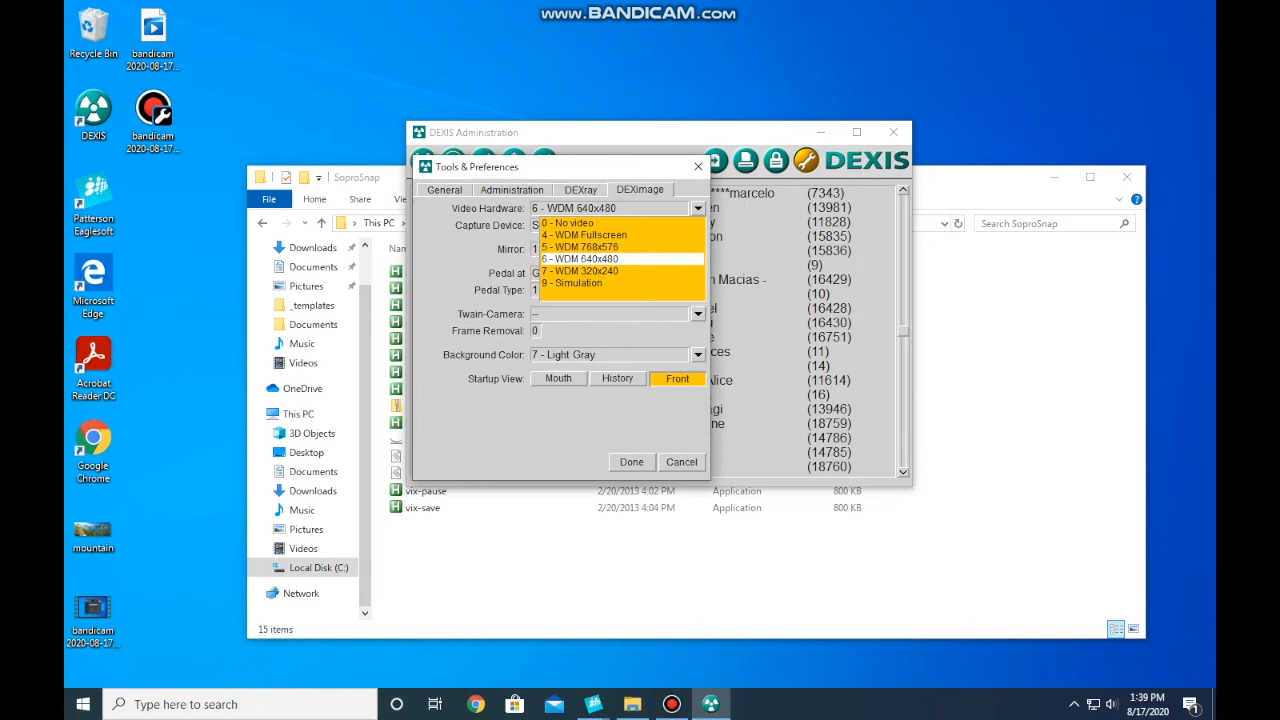 www.BANDICAM.com
Recycle Bin
bandicam
2020-08-17...
DEXIS
bandicam
2020-08-17...
Patterson
Eaglesoft
Microsoft
Edge
Acrobat
Reader DC
Google
Chrome
mountain
bandicam
2020-08-17...
SoproSnap
File
Home
Share
This PC
Search SoproSnap
Downloads
Documents
Pictures
_templates
Documents
Music
Videos
OneDrive
This PC
3D Objects
Desktop
Documents
Downloads
Music
Pictures
Videos
Local Disk (C:)
Network
15 items
vix-pause 2/20/2013 4:02 PM Application 800 KB
vix-save 2/20/2013 4:04 PM Application 800 KB
DEXIS Administration
DEXIS
****marcelo (7343)
(13981)
(11828)
(15835)
(15836)
(9)
Macias - (16429)
(10)
(16428)
(16430)
(16751)
(11)
(14)
(11614)
(16)
(13946)
(18759)
(14786)
(14785)
(18760)
Tools & Preferences
General Administration DEXray DEXimage
Video Hardware: 6 - WDM 640x480
0 - No video
4 - WDM Fullscreen
5 - WDM 768x576
6 - WDM 640x480
7 - WDM 320x240
9 - Simulation
Capture Device: S
Mirror: 1
Pedal at G
Pedal Type: 1
Twain-Camera: --
Frame Removal: 0
Background Color: 7 - Light Gray
Startup View: Mouth History Front
Done Cancel
Type here to search
1:39 PM
8/17/2020
1